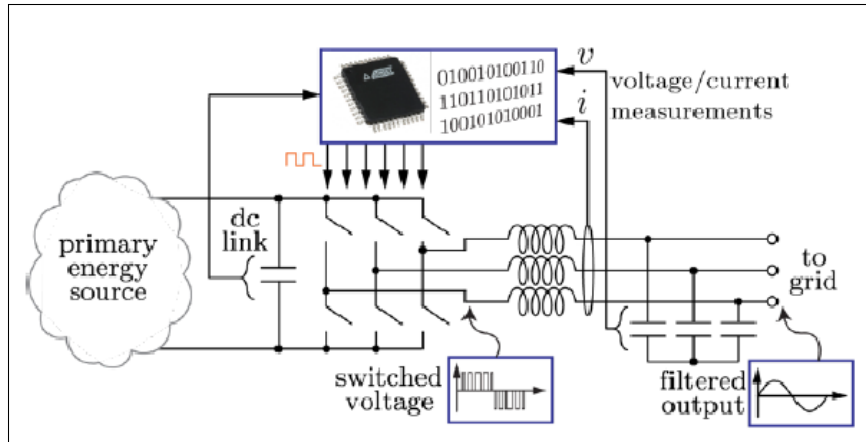 010010100110
110110101011
100101010001
v
i
voltage/current
measurements
dc
link
primary
energy
source
to
grid
switched
voltage
filtered
output